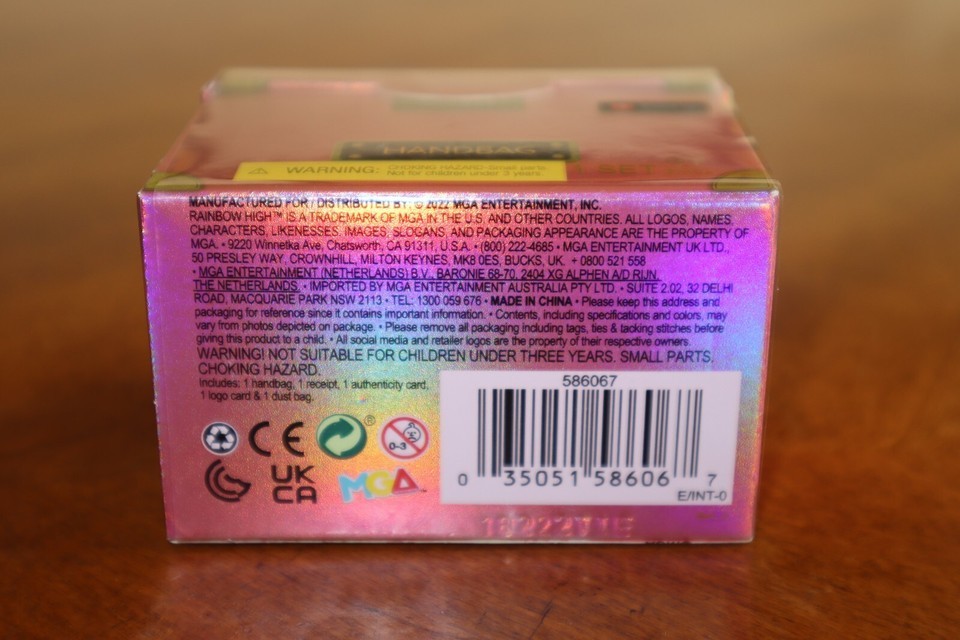 HANDBAG
WARNING: CHOKING HAZARD-Small parts.
Not for children under 3 years.
MANUFACTURED FOR / DISTRIBUTED BY: © 2022 MGA ENTERTAINMENT, INC.
RAINBOW HIGH™ IS A TRADEMARK OF MGA IN THE U.S. AND OTHER COUNTRIES. ALL LOGOS, NAMES,
CHARACTERS, LIKENESSES, IMAGES, SLOGANS, AND PACKAGING APPEARANCE ARE THE PROPERTY OF
MGA. • 9220 Winnetka Ave, Chatsworth, CA 91311, U.S.A. • (800) 222-4685 • MGA ENTERTAINMENT UK LTD.,
50 PRESLEY WAY, CROWNHILL, MILTON KEYNES, MK8 0ES, BUCKS, UK. + 0800 521 558
• MGA ENTERTAINMENT (NETHERLANDS) B.V., BARONIE 68-70, 2404 XG ALPHEN A/D RIJN,
THE NETHERLANDS. • IMPORTED BY MGA ENTERTAINMENT AUSTRALIA PTY LTD. • SUITE 2.02, 32 DELHI
ROAD, MACQUARIE PARK NSW 2113 • TEL: 1300 059 676 • MADE IN CHINA • Please keep this address and
packaging for reference since it contains important information. • Contents, including specifications and colors, may
vary from photos depicted on package. • Please remove all packaging including tags, ties & tacking stitches before
giving this product to a child. • All social media and retailer logos are the property of their respective owners.
WARNING! NOT SUITABLE FOR CHILDREN UNDER THREE YEARS. SMALL PARTS.
CHOKING HAZARD.
Includes: 1 handbag, 1 receipt, 1 authenticity card,
1 logo card & 1 dust bag.
586067
CE ® 0-3
0 35051 58606 7
UK
CA MGA
E/INT-0